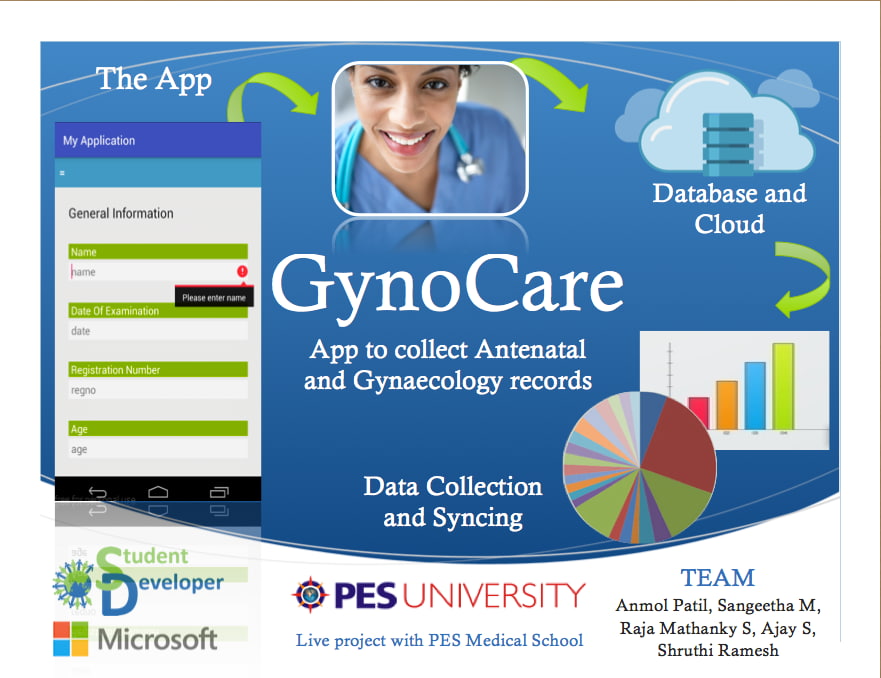 The App
My Application
General Information
Name
name
Please enter name
Date Of Examination
date
Registration Number
regno
Age
age
Database and
Cloud
GynoCare
App to collect Antenatal
and Gynaecology records
Data Collection
and Syncing
Student
Developer
Microsoft
PES UNIVERSITY
Live project with PES Medical School
TEAM
Anmol Patil, Sangeetha M,
Raja Mathanky S, Ajay S,
Shruthi Ramesh